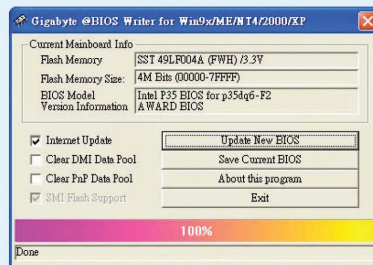 Gigabyte @BIOS Writer for Win9x/ME/NT4/2000/XP
Current Mainboard Info
Flash Memory SST 49LF004A (FWH) /3.3V
Flash Memory Size: 4M Bits (00000-7FFFF)
BIOS Model Intel P35 BIOS for p35dq6-F2
Version Information AWARD BIOS
Internet Update Update New BIOS
Clear DMI Data Pool Save Current BIOS
Clear PnP Data Pool About this program
SMI Flash Support Exit
100%
Done